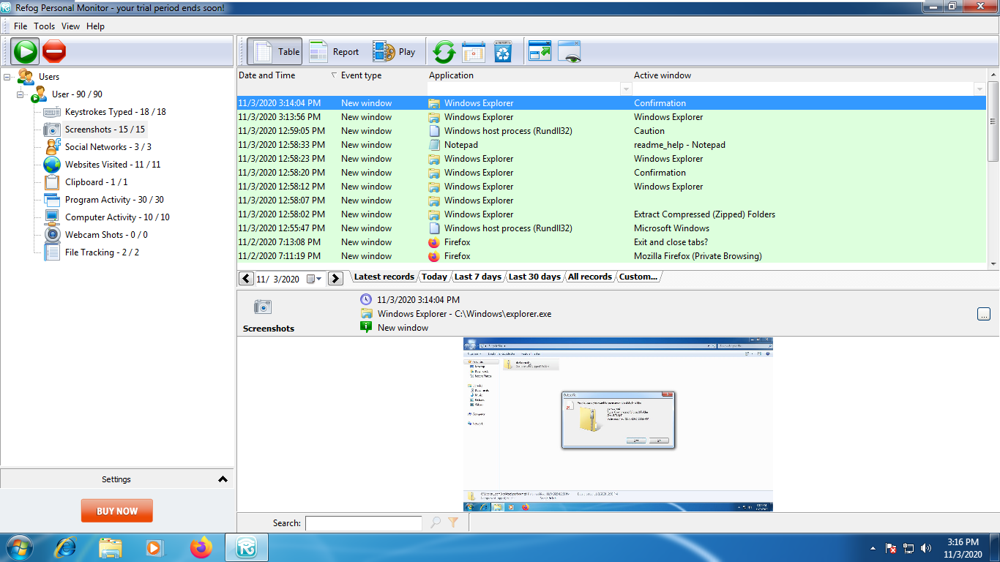 Refog Personal Monitor - your trial period ends soon!
File Tools View Help
Table Report Play
Users
User - 90 / 90
Keystrokes Typed - 18 / 18
Screenshots - 15 / 15
Social Networks - 3 / 3
Websites Visited - 11 / 11
Clipboard - 1 / 1
Program Activity - 30 / 30
Computer Activity - 10 / 10
Webcam Shots - 0 / 0
File Tracking - 2 / 2
Settings
BUY NOW
Date and Time Event type Application Active window
11/3/2020 3:14:04 PM New window Windows Explorer Confirmation
11/3/2020 3:13:56 PM New window Windows Explorer Windows Explorer
11/3/2020 12:59:05 PM New window Windows host process (Rundll32) Caution
11/3/2020 12:58:33 PM New window Notepad readme_help - Notepad
11/3/2020 12:58:23 PM New window Windows Explorer Windows Explorer
11/3/2020 12:58:20 PM New window Windows Explorer Confirmation
11/3/2020 12:58:12 PM New window Windows Explorer Windows Explorer
11/3/2020 12:58:07 PM New window Windows Explorer
11/3/2020 12:58:02 PM New window Windows Explorer Extract Compressed (Zipped) Folders
11/3/2020 12:55:47 PM New window Windows host process (Rundll32) Microsoft Windows
11/2/2020 7:13:08 PM New window Firefox Exit and close tabs?
11/2/2020 7:11:19 PM New window Firefox Mozilla Firefox (Private Browsing)
11/ 3/2020 Latest records Today Last 7 days Last 30 days All records Custom...
Screenshots
11/3/2020 3:14:04 PM
Windows Explorer - C:\Windows\explorer.exe
New window
...
Search:
3:16 PM
11/3/2020